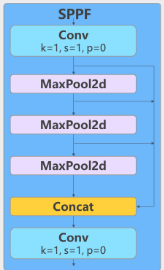 SPPF
Conv
k=1, s=1, p=0
MaxPool2d
MaxPool2d
MaxPool2d
Concat
Conv
k=1, s=1, p=0